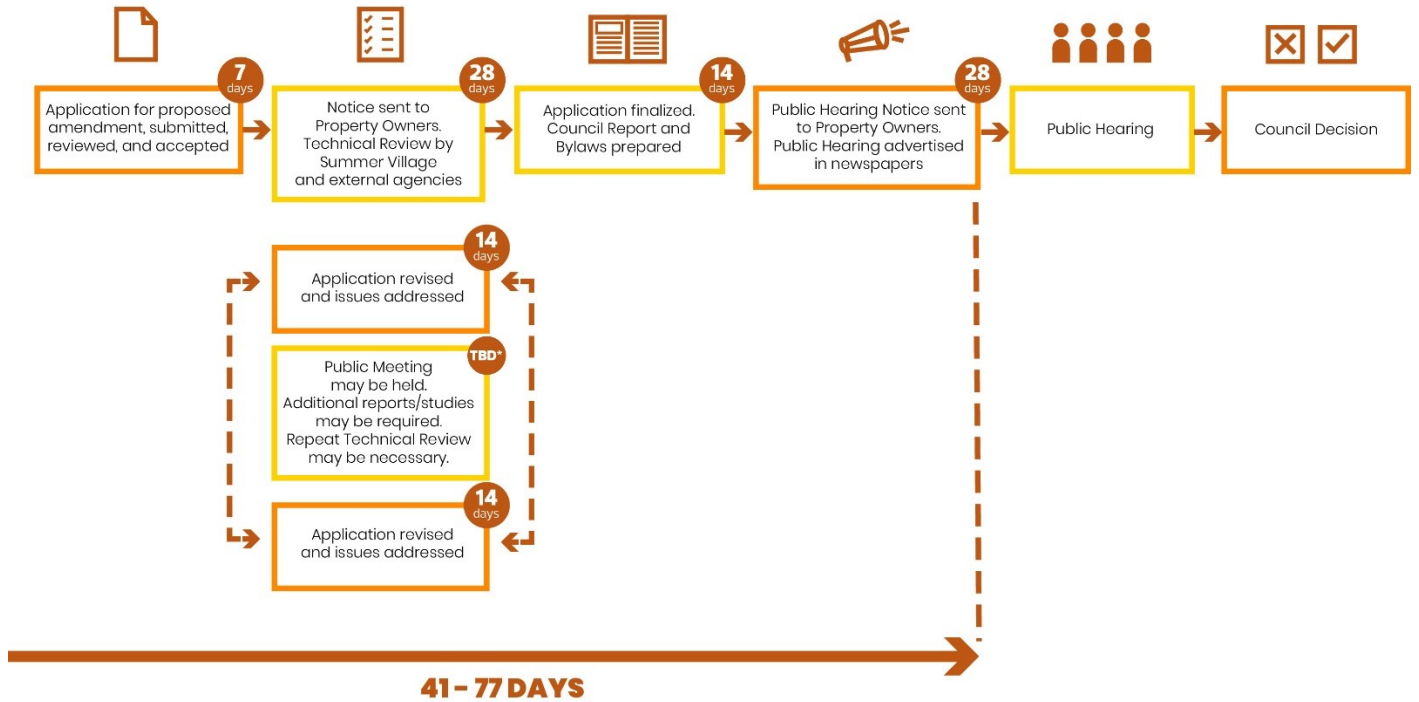 7
days
Application for proposed
amendment, submitted,
reviewed, and accepted
28
days
Notice sent to
Property Owners.
Technical Review by
Summer Village
and external agencies
14
days
Application finalized.
Council Report and
Bylaws prepared
28
days
Public Hearing Notice sent
to Property Owners.
Public Hearing advertised
in newspapers
Public Hearing
Council Decision
14
days
Application revised
and issues addressed
TBD*
Public Meeting
may be held.
Additional reports/studies
may be required.
Repeat Technical Review
may be necessary.
14
days
Application revised
and issues addressed
41 – 77 DAYS